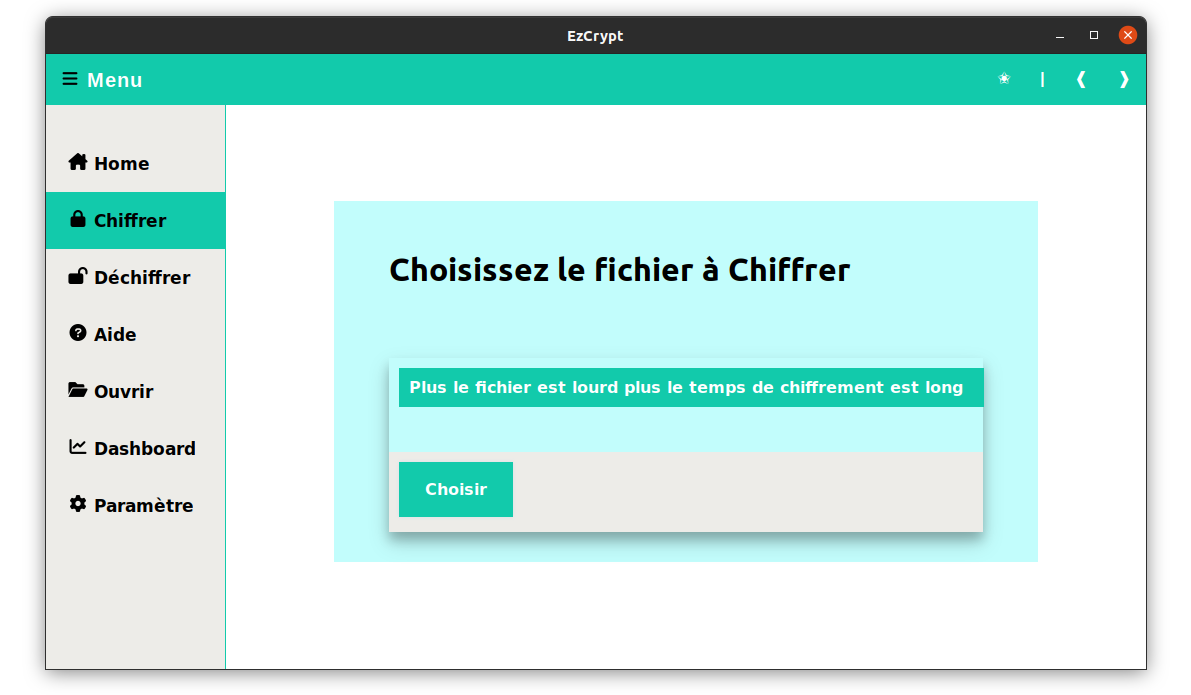 EzCrypt
Menu
Home
Chiffrer
Déchiffrer
Aide
Ouvrir
Dashboard
Paramètre
Choisissez le fichier à Chiffrer
Plus le fichier est lourd plus le temps de chiffrement est long
Choisir